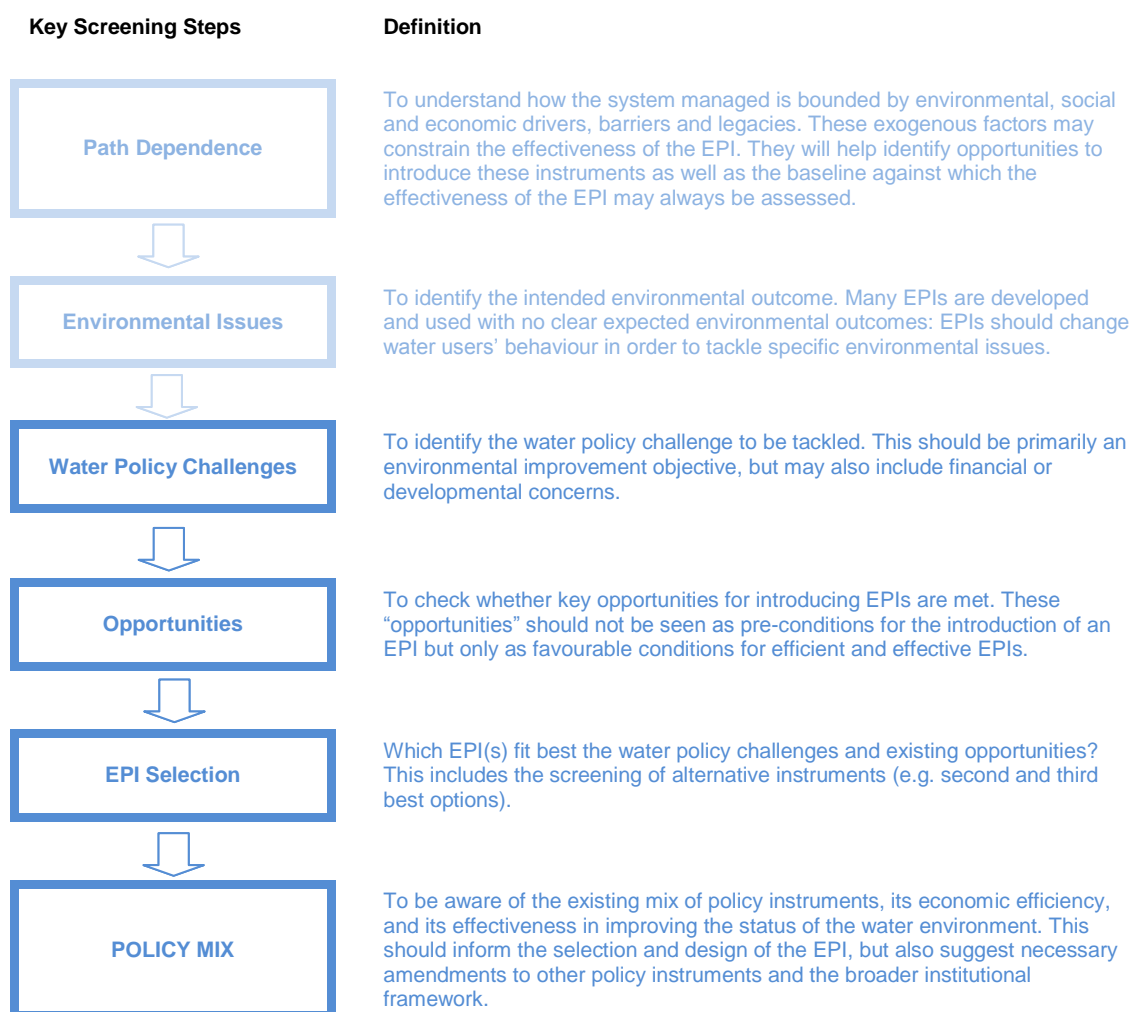 Key Screening Steps
Definition
Path Dependence
To understand how the system managed is bounded by environmental, social
and economic drivers, barriers and legacies. These exogenous factors may
constrain the effectiveness of the EPI. They will help identify opportunities to
introduce these instruments as well as the baseline against which the
effectiveness of the EPI may always be assessed.
Environmental Issues
To identify the intended environmental outcome. Many EPIs are developed
and used with no clear expected environmental outcomes: EPIs should change
water users’ behaviour in order to tackle specific environmental issues.
Water Policy Challenges
To identify the water policy challenge to be tackled. This should be primarily an
environmental improvement objective, but may also include financial or
developmental concerns.
Opportunities
To check whether key opportunities for introducing EPIs are met. These
“opportunities” should not be seen as pre-conditions for the introduction of an
EPI but only as favourable conditions for efficient and effective EPIs.
EPI Selection
Which EPI(s) fit best the water policy challenges and existing opportunities?
This includes the screening of alternative instruments (e.g. second and third
best options).
POLICY MIX
To be aware of the existing mix of policy instruments, its economic efficiency,
and its effectiveness in improving the status of the water environment. This
should inform the selection and design of the EPI, but also suggest necessary
amendments to other policy instruments and the broader institutional
framework.